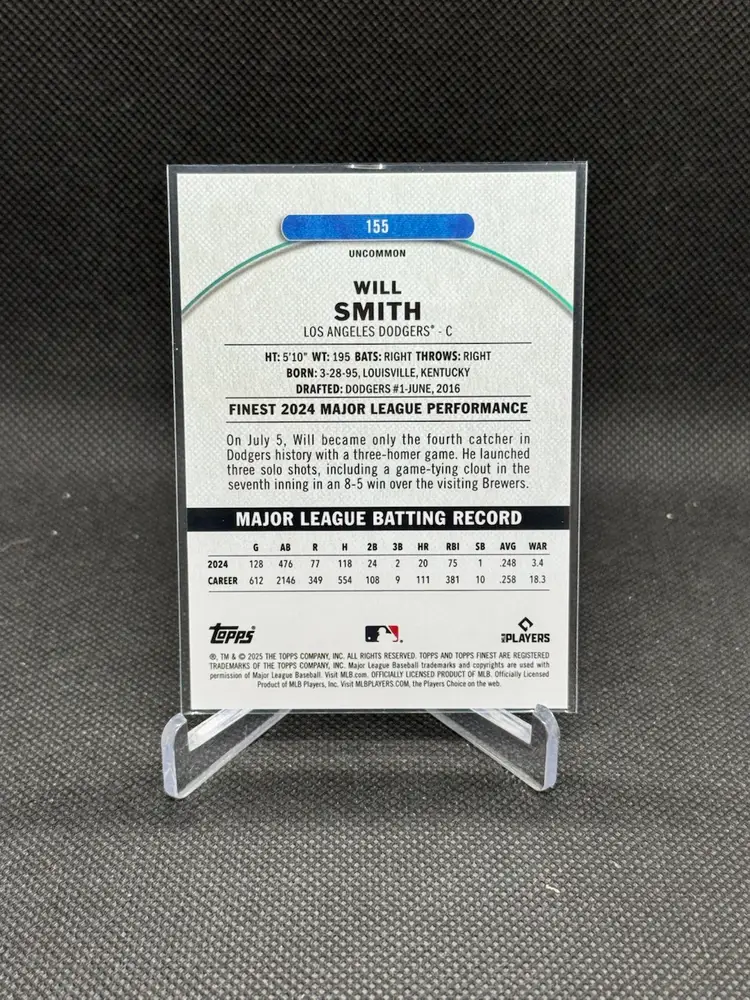 155
UNCOMMON
WILL
SMITH
LOS ANGELES DODGERS® - C
HT: 5'10" WT: 195 BATS: RIGHT THROWS: RIGHT
BORN: 3-28-95, LOUISVILLE, KENTUCKY
DRAFTED: DODGERS #1-JUNE, 2016
FINEST 2024 MAJOR LEAGUE PERFORMANCE
On July 5, Will became only the fourth catcher in
Dodgers history with a three-homer game. He launched
three solo shots, including a game-tying clout in the
seventh inning in an 8-5 win over the visiting Brewers.
MAJOR LEAGUE BATTING RECORD
G AB R H 2B 3B HR RBI SB AVG WAR
2024 128 476 77 118 24 2 20 75 1 .248 3.4
CAREER 612 2146 349 554 108 9 111 381 10 .258 18.3
topps® MLB PLAYERS
®, TM & © 2025 THE TOPPS COMPANY, INC. ALL RIGHTS RESERVED. TOPPS AND TOPPS FINEST ARE REGISTERED
TRADEMARKS OF THE TOPPS COMPANY, INC. Major League Baseball trademarks and copyrights are used with
permission of Major League Baseball. Visit MLB.com. OFFICIALLY LICENSED PRODUCT OF MLB. Officially Licensed
Product of MLB Players, Inc. Visit MLBPLAYERS.COM, the Players Choice on the web.